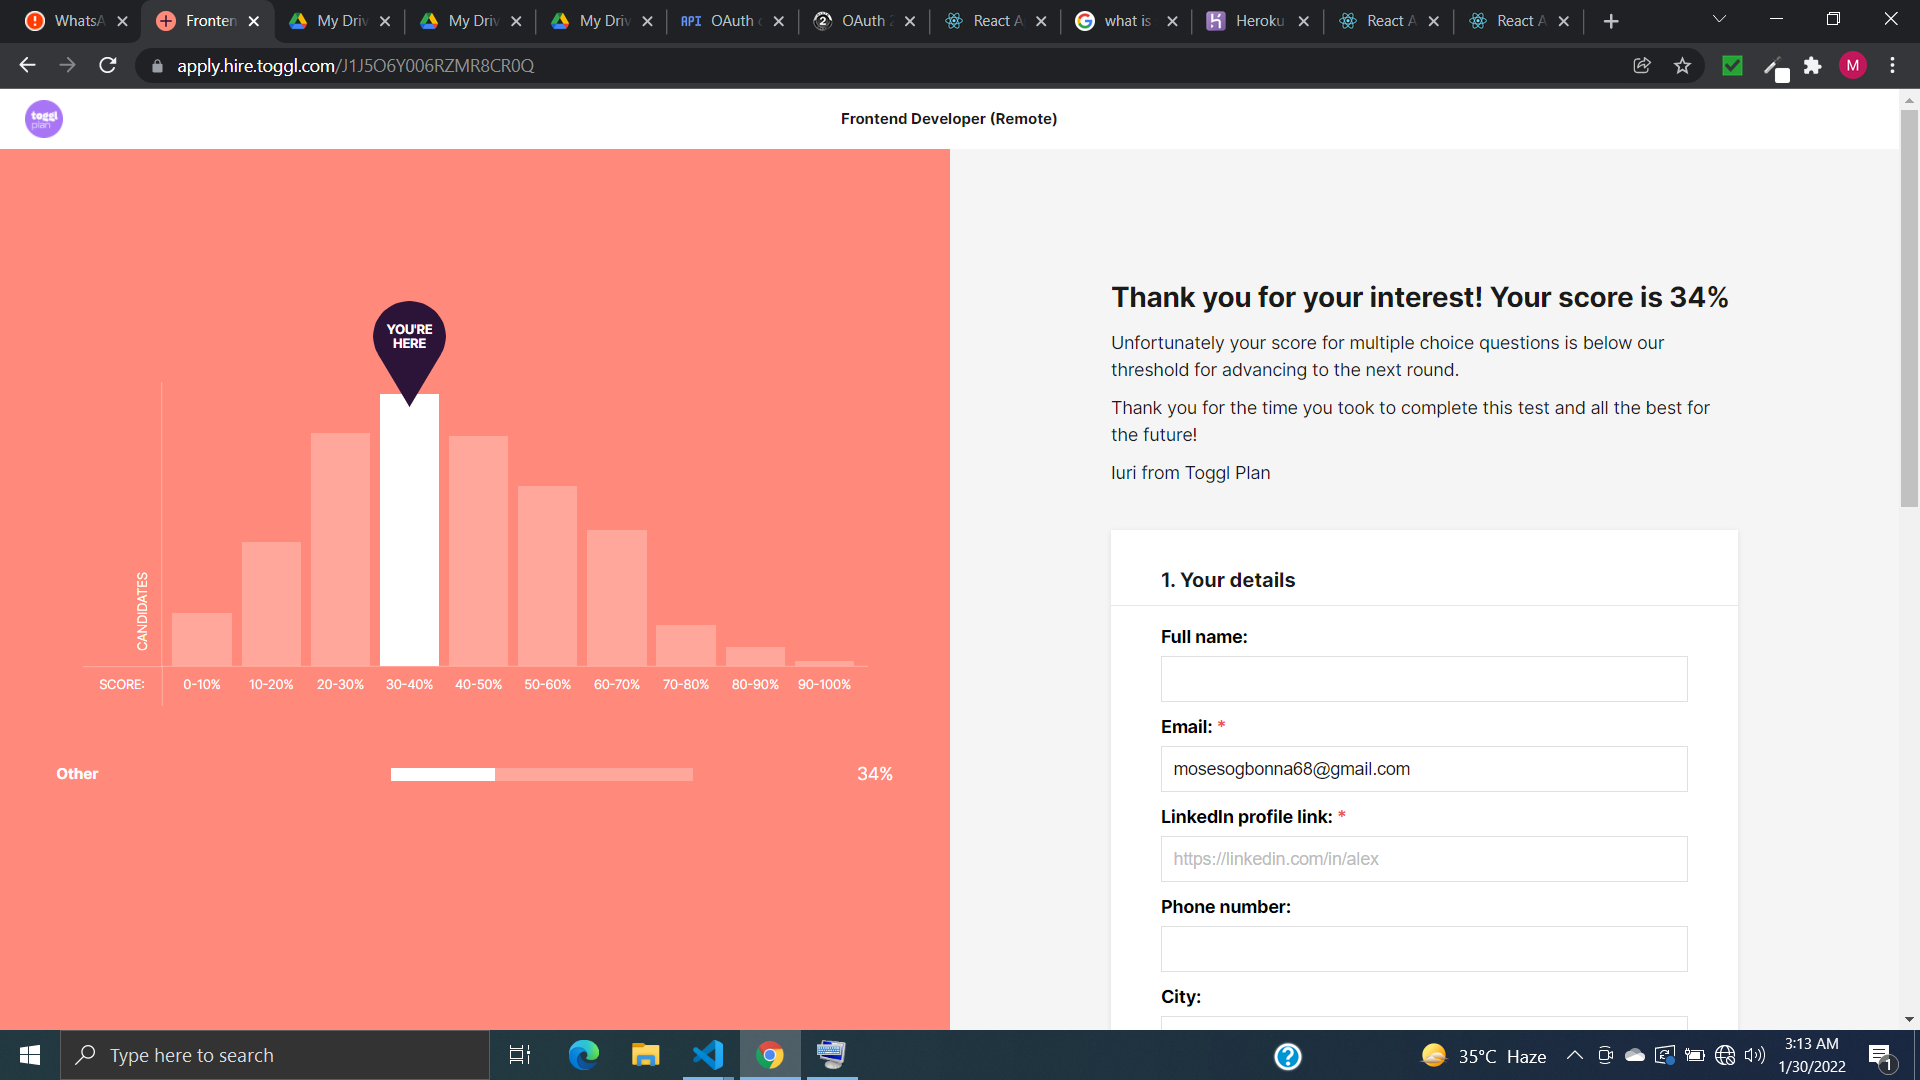 WhatsA
Fronten
My Driv
My Driv
My Driv
API OAuth
OAuth 2
React A
what is
Heroku
React A
React A
apply.hire.toggl.com/J1J5O6Y006RZMR8CR0Q
M
toggl
plan
Frontend Developer (Remote)
YOU'RE
HERE
CANDIDATES
SCORE: 0-10% 10-20% 20-30% 30-40% 40-50% 50-60% 60-70% 70-80% 80-90% 90-100%
Other 34%
Thank you for your interest! Your score is 34%
Unfortunately your score for multiple choice questions is below our
threshold for advancing to the next round.
Thank you for the time you took to complete this test and all the best for
the future!
Iuri from Toggl Plan
1. Your details
Full name:
Email: *
mosesogbonna68@gmail.com
LinkedIn profile link: *
https://linkedin.com/in/alex
Phone number:
City:
Type here to search
35°C Haze
3:13 AM
1/30/2022
1